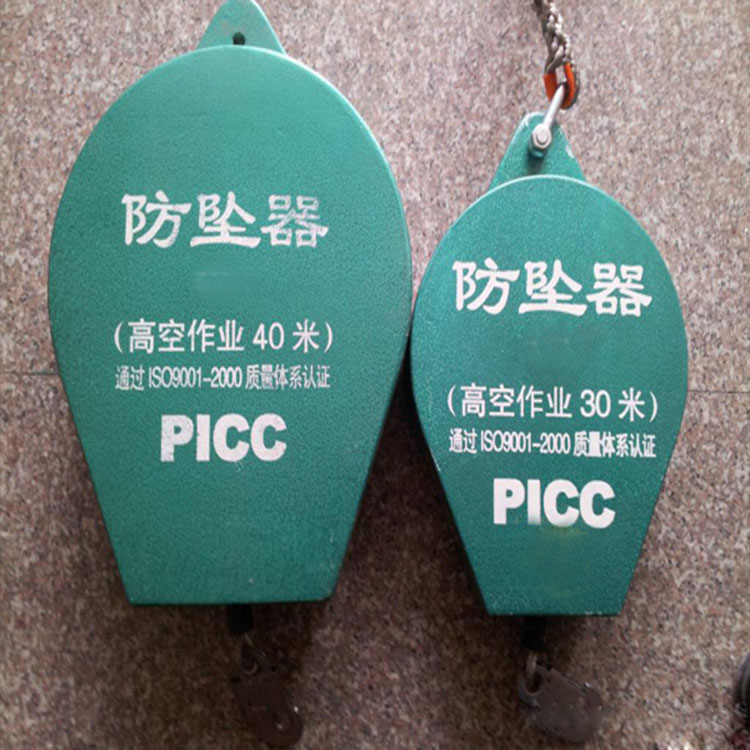 防坠器
（高空作业 40 米）
通过 ISO9001-2000 质量体系认证
PICC
防坠器
（高空作业 30 米）
通过 ISO9001-2000 质量体系认证
PICC